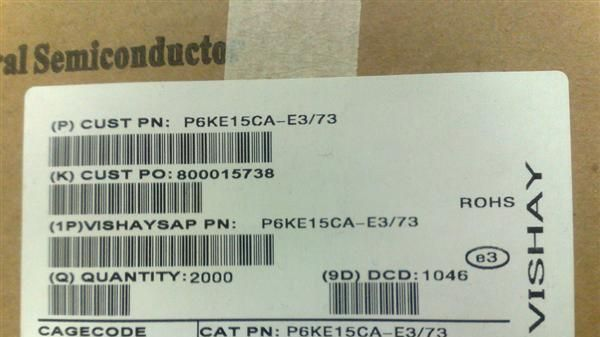 ral Semiconductor
(P) CUST PN: P6KE15CA-E3/73
(K) CUST PO: 800015738
ROHS
(1P)VISHAYSAP PN: P6KE15CA-E3/73
e3
(Q) QUANTITY: 2000 (9D) DCD: 1046
VISHAY
CAGECODE CAT PN: P6KE15CA-E3/73